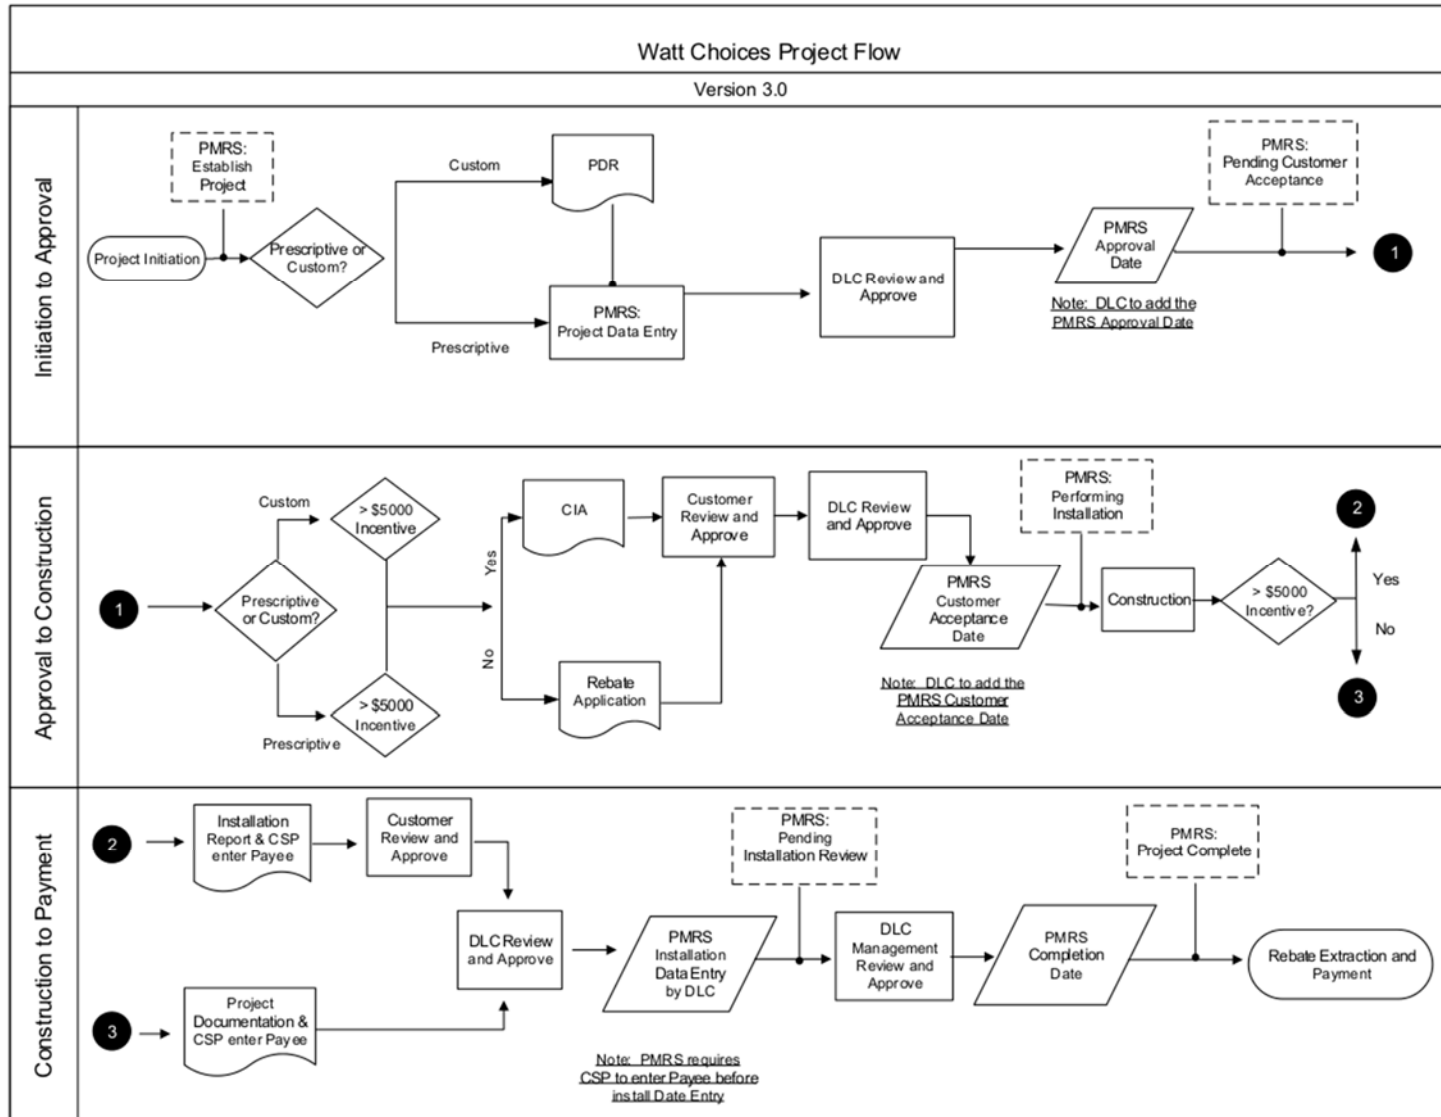 Watt Choices Project Flow
Version 3.0
Initiation to Approval
PMRS:
Establish
Project
Project Initiation
Prescriptive or
Custom?
Custom
PDR
Prescriptive
PMRS:
Project Data Entry
DLC Review and
Approve
PMRS
Approval
Date
Note: DLC to add the
PMRS Approval Date
PMRS:
Pending Customer
Acceptance
1
Approval to Construction
1
Prescriptive
or Custom?
Custom
> $5000
Incentive
Prescriptive
> $5000
Incentive
Yes
No
CIA
Rebate
Application
Customer
Review and
Approve
DLC Review
and Approve
PMRS
Customer
Acceptance
Date
Note: DLC to add the
PMRS Customer
Acceptance Date
PMRS:
Performing
Installation
Construction
> $5000
Incentive?
2
Yes
No
3
Construction to Payment
2
Installation
Report & CSP
enter Payee
Customer
Review and
Approve
3
Project
Documentation &
CSP enter Payee
DLC Review
and Approve
PMRS
Installation
Data Entry
by DLC
Note: PMRS requires
CSP to enter Payee before
install Date Entry
PMRS:
Pending
Installation Review
DLC
Management
Review and
Approve
PMRS
Completion
Date
PMRS:
Project Complete
Rebate Extraction and
Payment